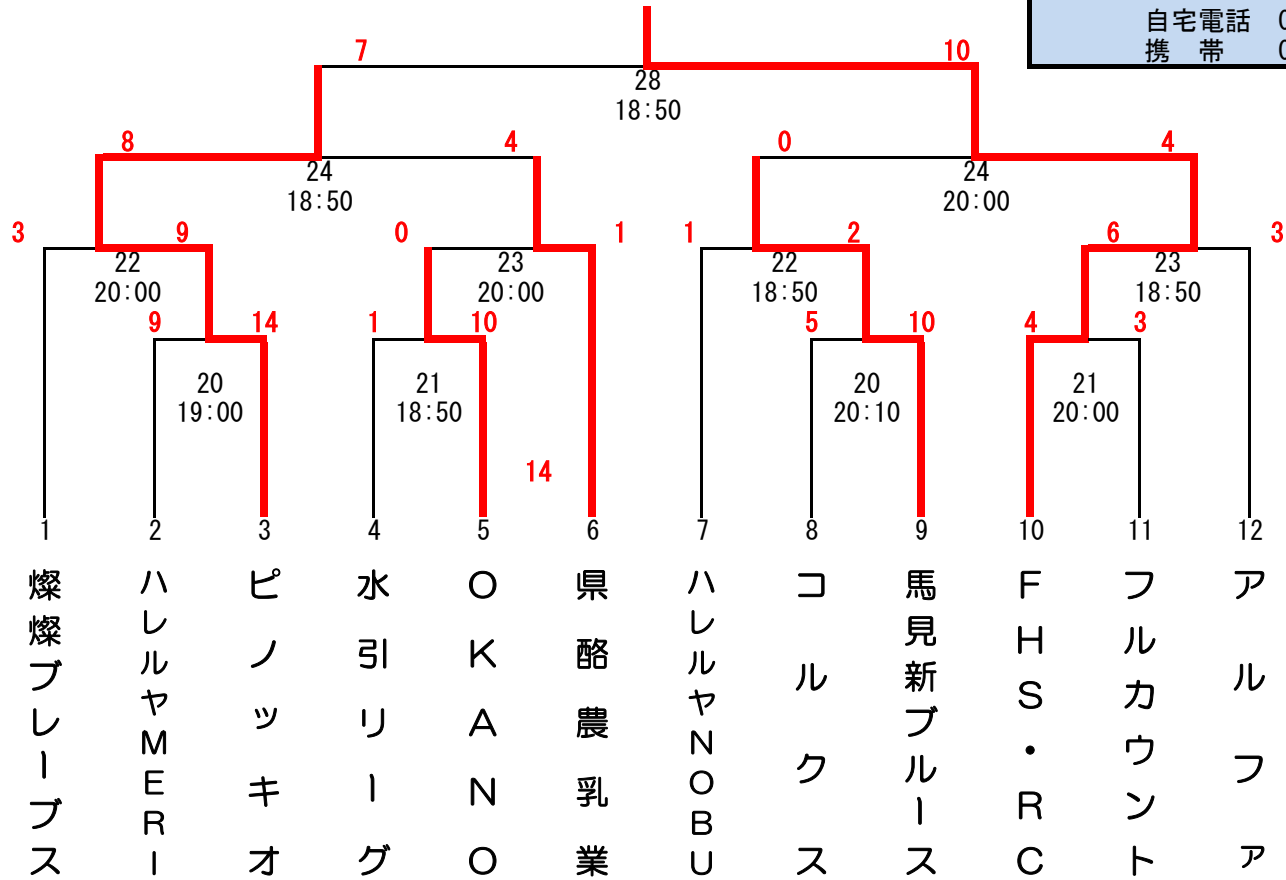 自宅電話 0
携 帯 0
7 10
28
18:50
8 4 0 4
24 24
18:50 20:00
3 9 0 1 1 2 6 3
22 23 22 23
20:00 20:00 18:50 18:50
9 14 1 10 5 10 4 3
20 21 20 21
19:00 18:50 20:10 20:00
14
1 2 3 4 5 6 7 8 9 10 11 12
燦燦ブレーブス
ハレルヤMERI
ピノッキオ
水引リーグ
OKANO
県酪農乳業
ハレルヤNOBU
コルクス
馬見新ブルース
FHS・RC
フルカウント
アルファ